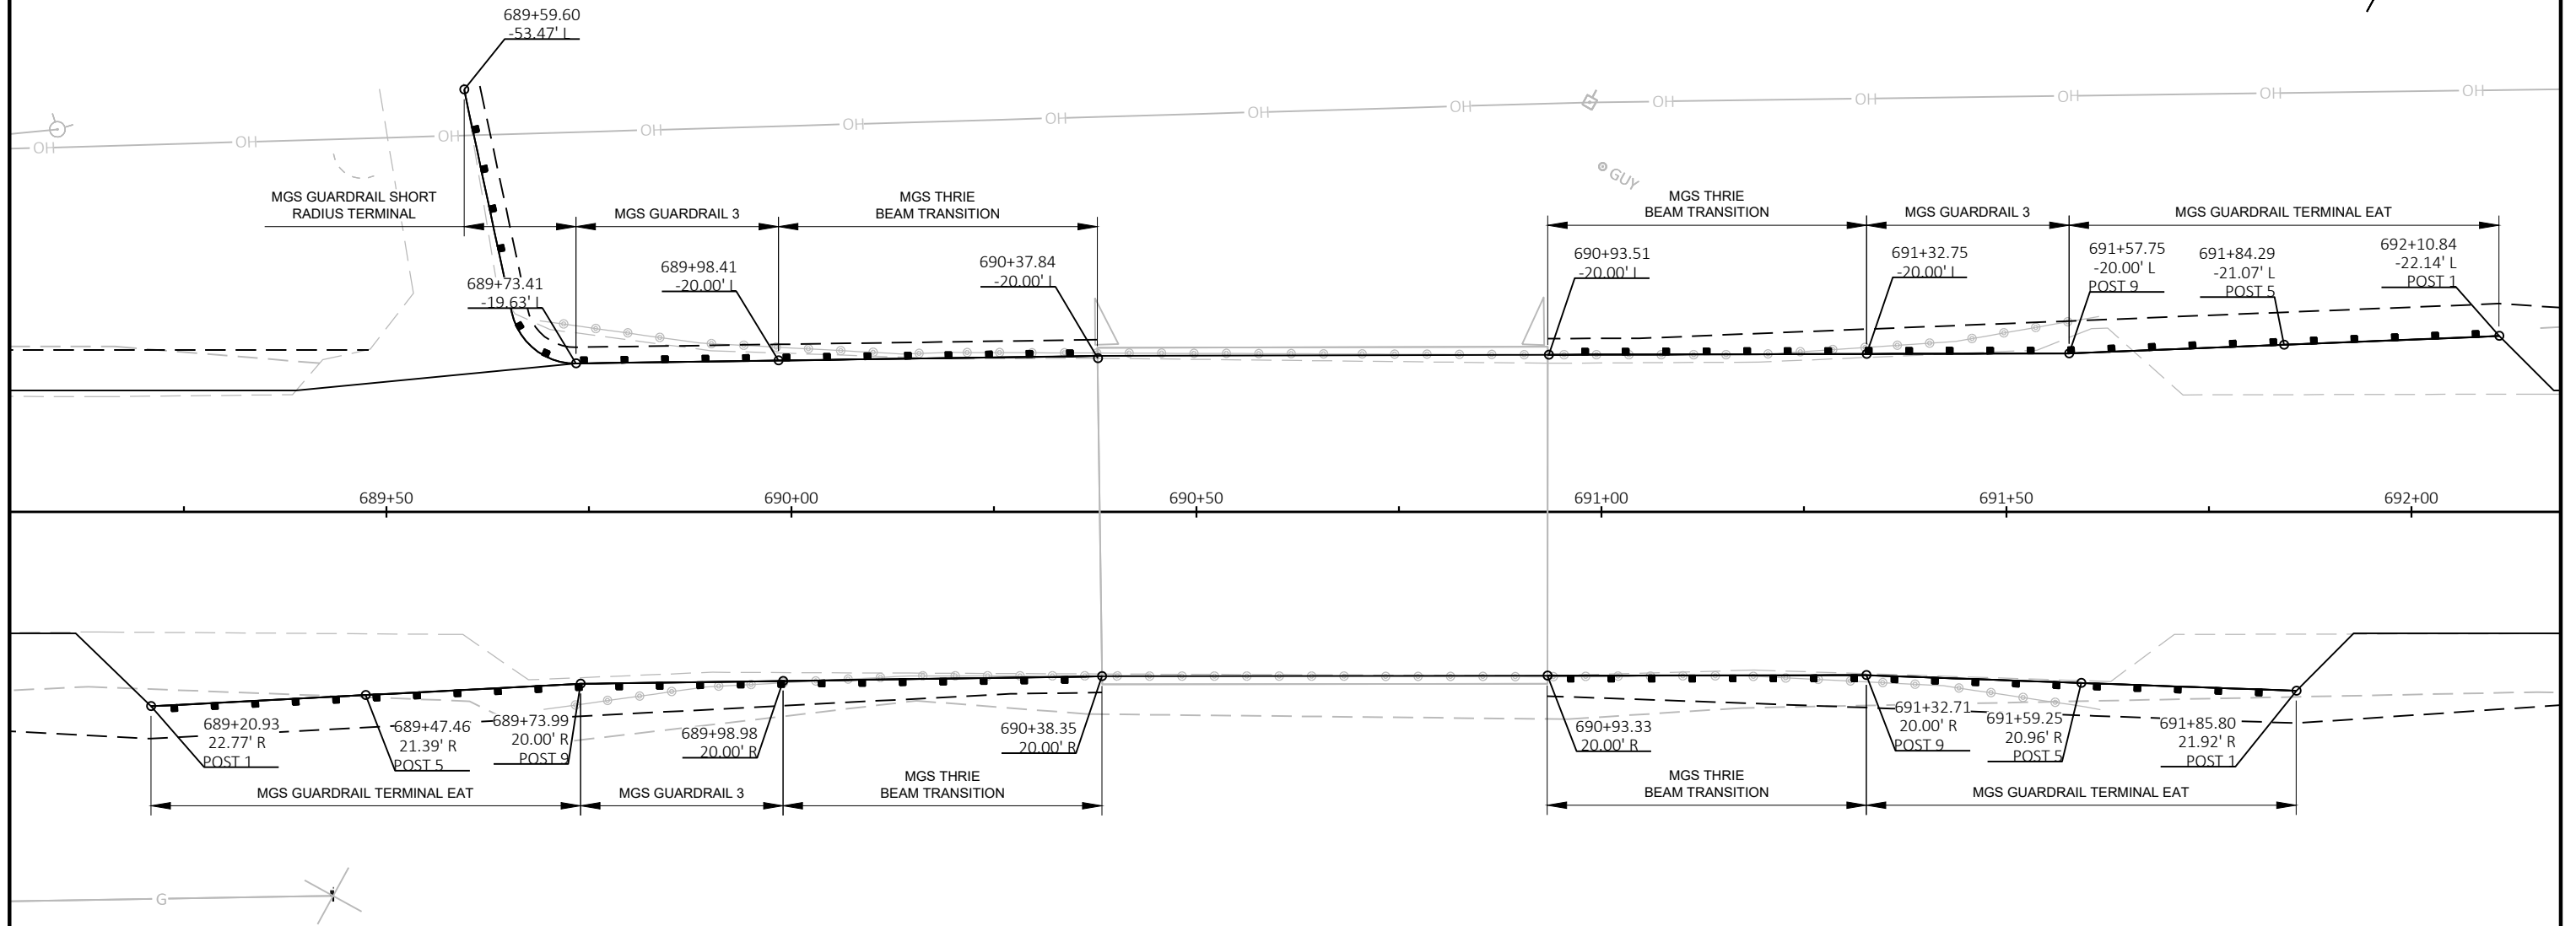 689+59.60
-53.47' L
OH OH OH OH OH OH OH OH OH OH OH OH OH
GUY
MGS GUARDRAIL SHORT
RADIUS TERMINAL
MGS GUARDRAIL 3
MGS THRIE
BEAM TRANSITION
MGS THRIE
BEAM TRANSITION
MGS GUARDRAIL 3
MGS GUARDRAIL TERMINAL EAT
689+73.41
-19.63' L
689+98.41
-20.00' L
690+37.84
-20.00' L
690+93.51
-20.00' L
691+32.75
-20.00' L
691+57.75
-20.00' L
POST 9
691+84.29
-21.07' L
POST 5
692+10.84
-22.14' L
POST 1
689+50 690+00 690+50 691+00 691+50 692+00
689+20.93
22.77' R
POST 1
689+47.46
21.39' R
POST 5
689+73.99
20.00' R
POST 9
689+98.98
20.00' R
690+38.35
20.00' R
690+93.33
20.00' R
691+32.71
20.00' R
POST 9
691+59.25
20.96' R
POST 5
691+85.80
21.92' R
POST 1
MGS GUARDRAIL TERMINAL EAT
MGS GUARDRAIL 3
MGS THRIE
BEAM TRANSITION
MGS THRIE
BEAM TRANSITION
MGS GUARDRAIL TERMINAL EAT
G